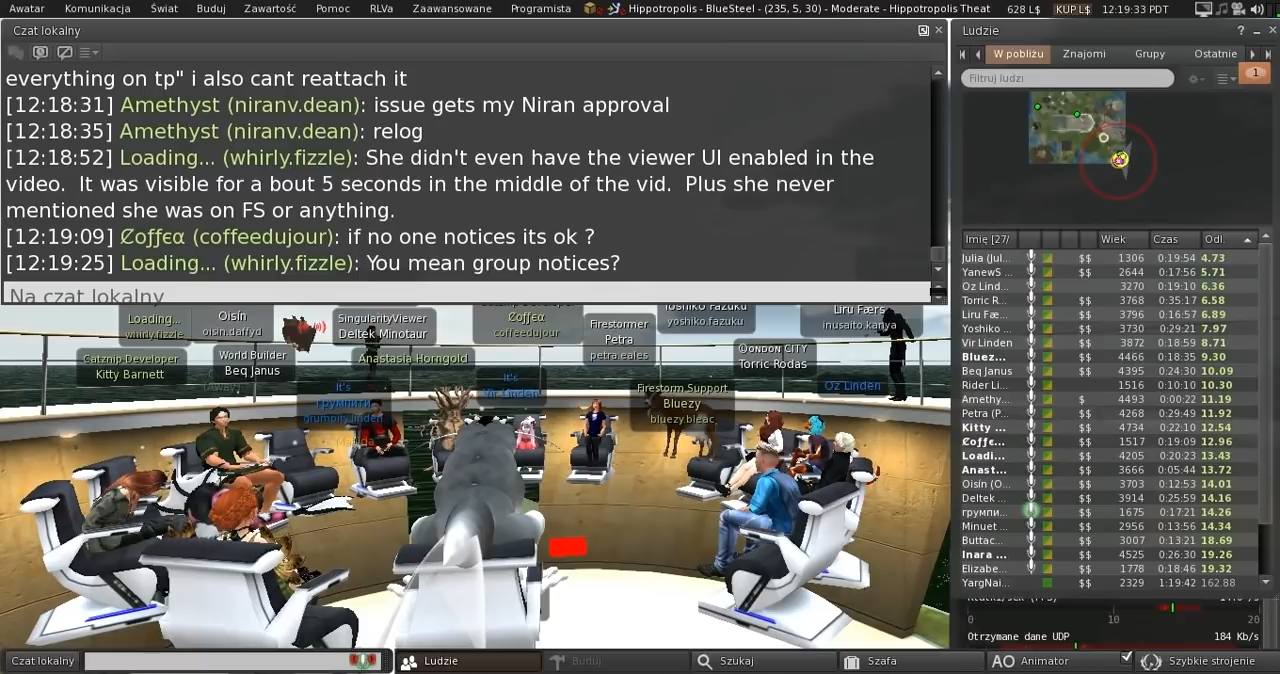 Awatar Komunikacja Świat Buduj Zawartość Pomoc RLVa Zaawansowane Programista Hippotropolis - BlueSteel - (235, 5, 30) - Moderate - Hippotropolis Theat 628 L$ KUP L$ 12:19:33 PDT
Czat lokalny
everything on tp" i also cant reattach it
[12:18:31] Amethyst (niranv.dean): issue gets my Niran approval
[12:18:35] Amethyst (niranv.dean): relog
[12:18:52] Loading... (whirly.fizzle): She didn't even have the viewer UI enabled in the
video. It was visible for a bout 5 seconds in the middle of the vid. Plus she never
mentioned she was on FS or anything.
[12:19:09] Ȼoƒƒєα (coffeedujour): if no one notices its ok ?
[12:19:25] Loading... (whirly.fizzle): You mean group notices?
Na czat lokalny
Loading...
whirly.fizzle
Oisín
oisin.daffyd
SingularityViewer
Deltek Minotaur
Ȼoƒƒєα
coffeedujour
Firestormer
Petra
petra.eales
Yoshiko Fazuku
yoshiko.fazuku
Liru Færs
inusaito.kanya
Catznip Developer
Kitty Barnett
World Builder
Beq Janus
(Away)
Anastasia Horngold
It's
грумпити
grumpity.linden
It's
Vir Linden
Firestorm Support
Bluezy
bluezy.bleac
©ONDON CITY
Torric Rodas
Oz Linden
Ludzie
W pobliżu Znajomi Grupy Ostatnie
Filtruj ludzi
1
Imię [27/ Wiek Czas Odl.
Julia (Jul... $$ 1306 0:19:54 4.73
YanewS ... $$ 2644 0:17:56 5.71
Oz Lind... 3270 0:19:10 6.36
Torric R... $$ 3768 0:35:17 6.58
Liru Fæ... $$ 3796 0:16:57 6.89
Yoshiko ... $$ 3730 0:29:21 7.97
Vir Linden $$ 3872 0:18:59 8.71
Bluez... $$ 4466 0:18:35 9.30
Beq Janus $$ 4395 0:24:30 10.09
Rider Li... 1516 0:10:10 10.30
Amethy... $ 4493 0:00:22 11.19
Petra (P... $$ 4268 0:29:49 11.92
Kitty ... $$ 4734 0:22:10 12.54
Ȼoƒƒє... $$ 1517 0:19:09 12.96
Loadi... $$ 4205 0:20:23 13.43
Anast... $$ 3666 0:05:44 13.72
Oisín (O... $$ 3703 0:12:53 14.01
Deltek ... $$ 3914 0:25:59 14.16
грумпи... $$ 1675 0:17:21 14.26
Minuet ... $$ 2956 0:13:56 14.34
Buttac... $$ 3007 0:13:21 18.69
Inara ... $$ 4525 0:26:30 19.26
Elizabe... $$ 1778 0:18:46 19.32
YargNai... $$ 2329 1:19:42 162.88
0 10 20
Otrzymane dane UDP 184 Kb/s
Czat lokalny Ludzie Buduj Szukaj Szafa AO Animator Szybkie strojenie